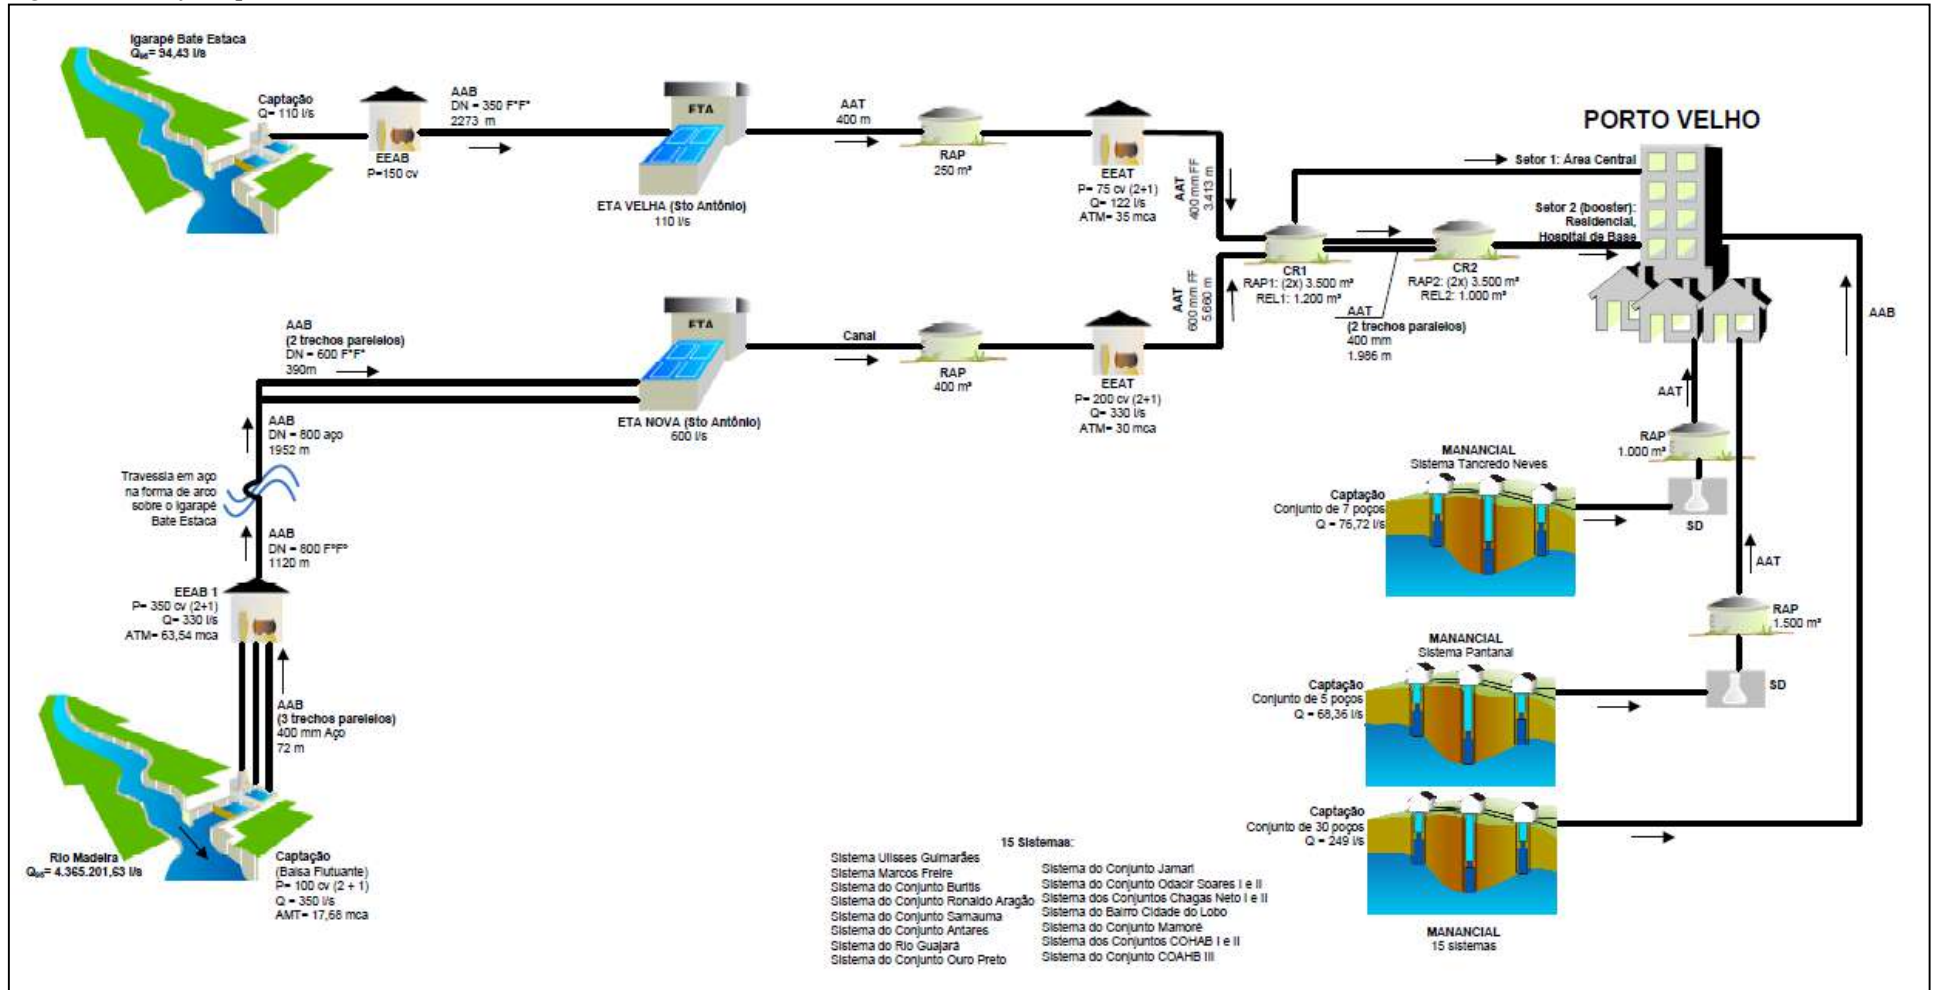 Igarapé Bate Estaca
Q₉₅= 94,43 l/s
Captação
Q= 110 l/s
EEAB
P=150 cv
AAB
DN = 350 FºFº
2273 m
ETA
ETA VELHA (Sto Antônio)
110 l/s
AAT
400 m
RAP
250 m³
EEAT
P= 75 cv (2+1)
Q= 122 l/s
ATM= 35 mca
AAT
400 mm FF
3.413 m
PORTO VELHO
Setor 1: Área Central
Setor 2 (booster):
Residencial,
Hospital de Base
CR1
RAP1: (2x) 3.500 m³
REL1: 1.200 m³
CR2
RAP2: (2x) 3.500 m³
REL2: 1.000 m³
AAT
(2 trechos paralelos)
400 mm
1.986 m
AAT
600 mm FF
5.660 m
AAB
AAB
(2 trechos paralelos)
DN = 600 FºFº
390m
ETA
ETA NOVA (Sto Antônio)
600 l/s
Canal
RAP
400 m³
EEAT
P= 200 cv (2+1)
Q= 330 l/s
ATM= 30 mca
AAB
DN = 800 aço
1952 m
Travessia em aço
na forma de arco
sobre o Igarapé
Bate Estaca
AAB
DN = 800 FºFº
1120 m
EEAB 1
P= 350 cv (2+1)
Q= 330 l/s
ATM= 63,54 mca
AAB
(3 trechos parelelos)
400 mm Aço
72 m
Rio Madeira
Q₉₅= 4.365.201,63 l/s
Captação
(Balsa Flutuante)
P= 100 cv (2 + 1)
Q = 350 l/s
AMT= 17,68 mca
AAT
RAP
1.000 m³
MANANCIAL
Sistema Tancredo Neves
Captação
Conjunto de 7 poços
Q = 76,72 l/s
SD
AAT
RAP
1.500 m³
MANANCIAL
Sistema Pantanal
Captação
Conjunto de 5 poços
Q = 68,36 l/s
SD
Captação
Conjunto de 30 poços
Q = 249 l/s
MANANCIAL
15 sistemas
15 Sistemas:
Sistema Ulisses Guimarães
Sistema Marcos Freire
Sistema do Conjunto Buritis
Sistema do Conjunto Ronaldo Aragão
Sistema do Conjunto Samauma
Sistema do Conjunto Antares
Sistema do Rio Guajará
Sistema do Conjunto Ouro Preto
Sistema do Conjunto Jamari
Sistema do Conjunto Odacir Soares I e II
Sistema dos Conjuntos Chagas Neto I e II
Sistema do Bairro Cidade do Lobo
Sistema do Conjunto Mamoré
Sistema dos Conjuntos COHAB I e II
Sistema do Conjunto COAHB III